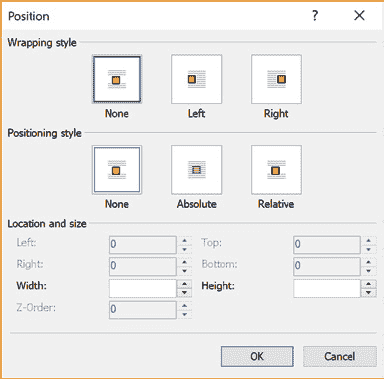 Position ?
Wrapping style
None Left Right
Positioning style
None Absolute Relative
Location and size
Left: 0 Top: 0
Right: 0 Bottom: 0
Width: Height:
Z-Order: 0
OK Cancel